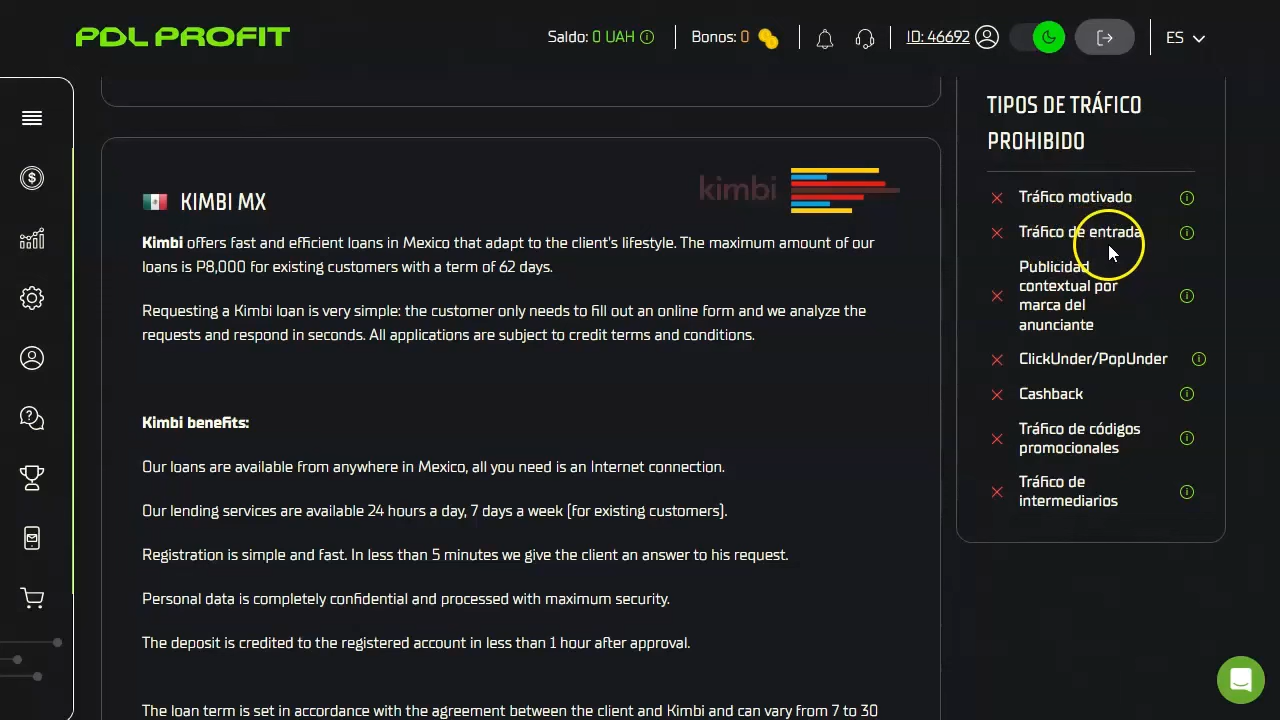 PDL PROFIT
Saldo: 0 UAH
Bonos: 0
ID: 46692
ES
KIMBI MX
kimbi
Kimbi offers fast and efficient loans in Mexico that adapt to the client's lifestyle. The maximum amount of our
loans is P8,000 for existing customers with a term of 62 days.
Requesting a Kimbi loan is very simple: the customer only needs to fill out an online form and we analyze the
requests and respond in seconds. All applications are subject to credit terms and conditions.
Kimbi benefits:
Our loans are available from anywhere in Mexico, all you need is an Internet connection.
Our lending services are available 24 hours a day, 7 days a week (for existing customers).
Registration is simple and fast. In less than 5 minutes we give the client an answer to his request.
Personal data is completely confidential and processed with maximum security.
The deposit is credited to the registered account in less than 1 hour after approval.
The loan term is set in accordance with the agreement between the client and Kimbi and can vary from 7 to 30
TIPOS DE TRÁFICO
PROHIBIDO
Tráfico motivado
Tráfico de entrada
Publicidad
contextual por
marca del
anunciante
ClickUnder/PopUnder
Cashback
Tráfico de códigos
promocionales
Tráfico de
intermediarios